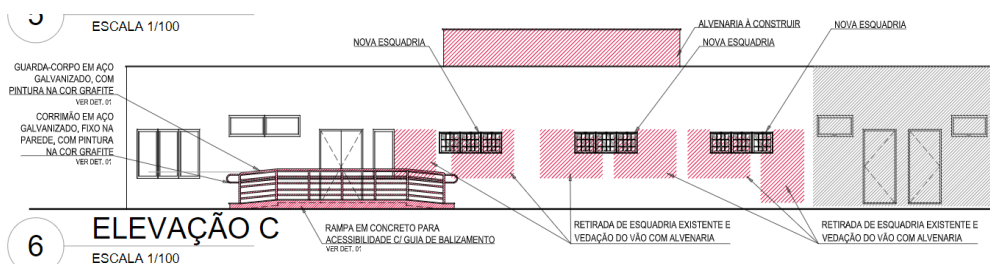 5
ESCALA 1/100
NOVA ESQUADRIA
ALVENARIA À CONSTRUIR
NOVA ESQUADRIA
NOVA ESQUADRIA
GUARDA-CORPO EM AÇO
GALVANIZADO, COM
PINTURA NA COR GRAFITE
VER DET. 01
CORRIMÃO EM AÇO
GALVANIZADO, FIXO NA
PAREDE, COM PINTURA
NA COR GRAFITE
VER DET. 01
RAMPA EM CONCRETO PARA
ACESSIBILIDADE C/ GUIA DE BALIZAMENTO
VER DET. 01
RETIRADA DE ESQUADRIA EXISTENTE E
VEDAÇÃO DO VÃO COM ALVENARIA
RETIRADA DE ESQUADRIA EXISTENTE E
VEDAÇÃO DO VÃO COM ALVENARIA
6
ELEVAÇÃO C
ESCALA 1/100